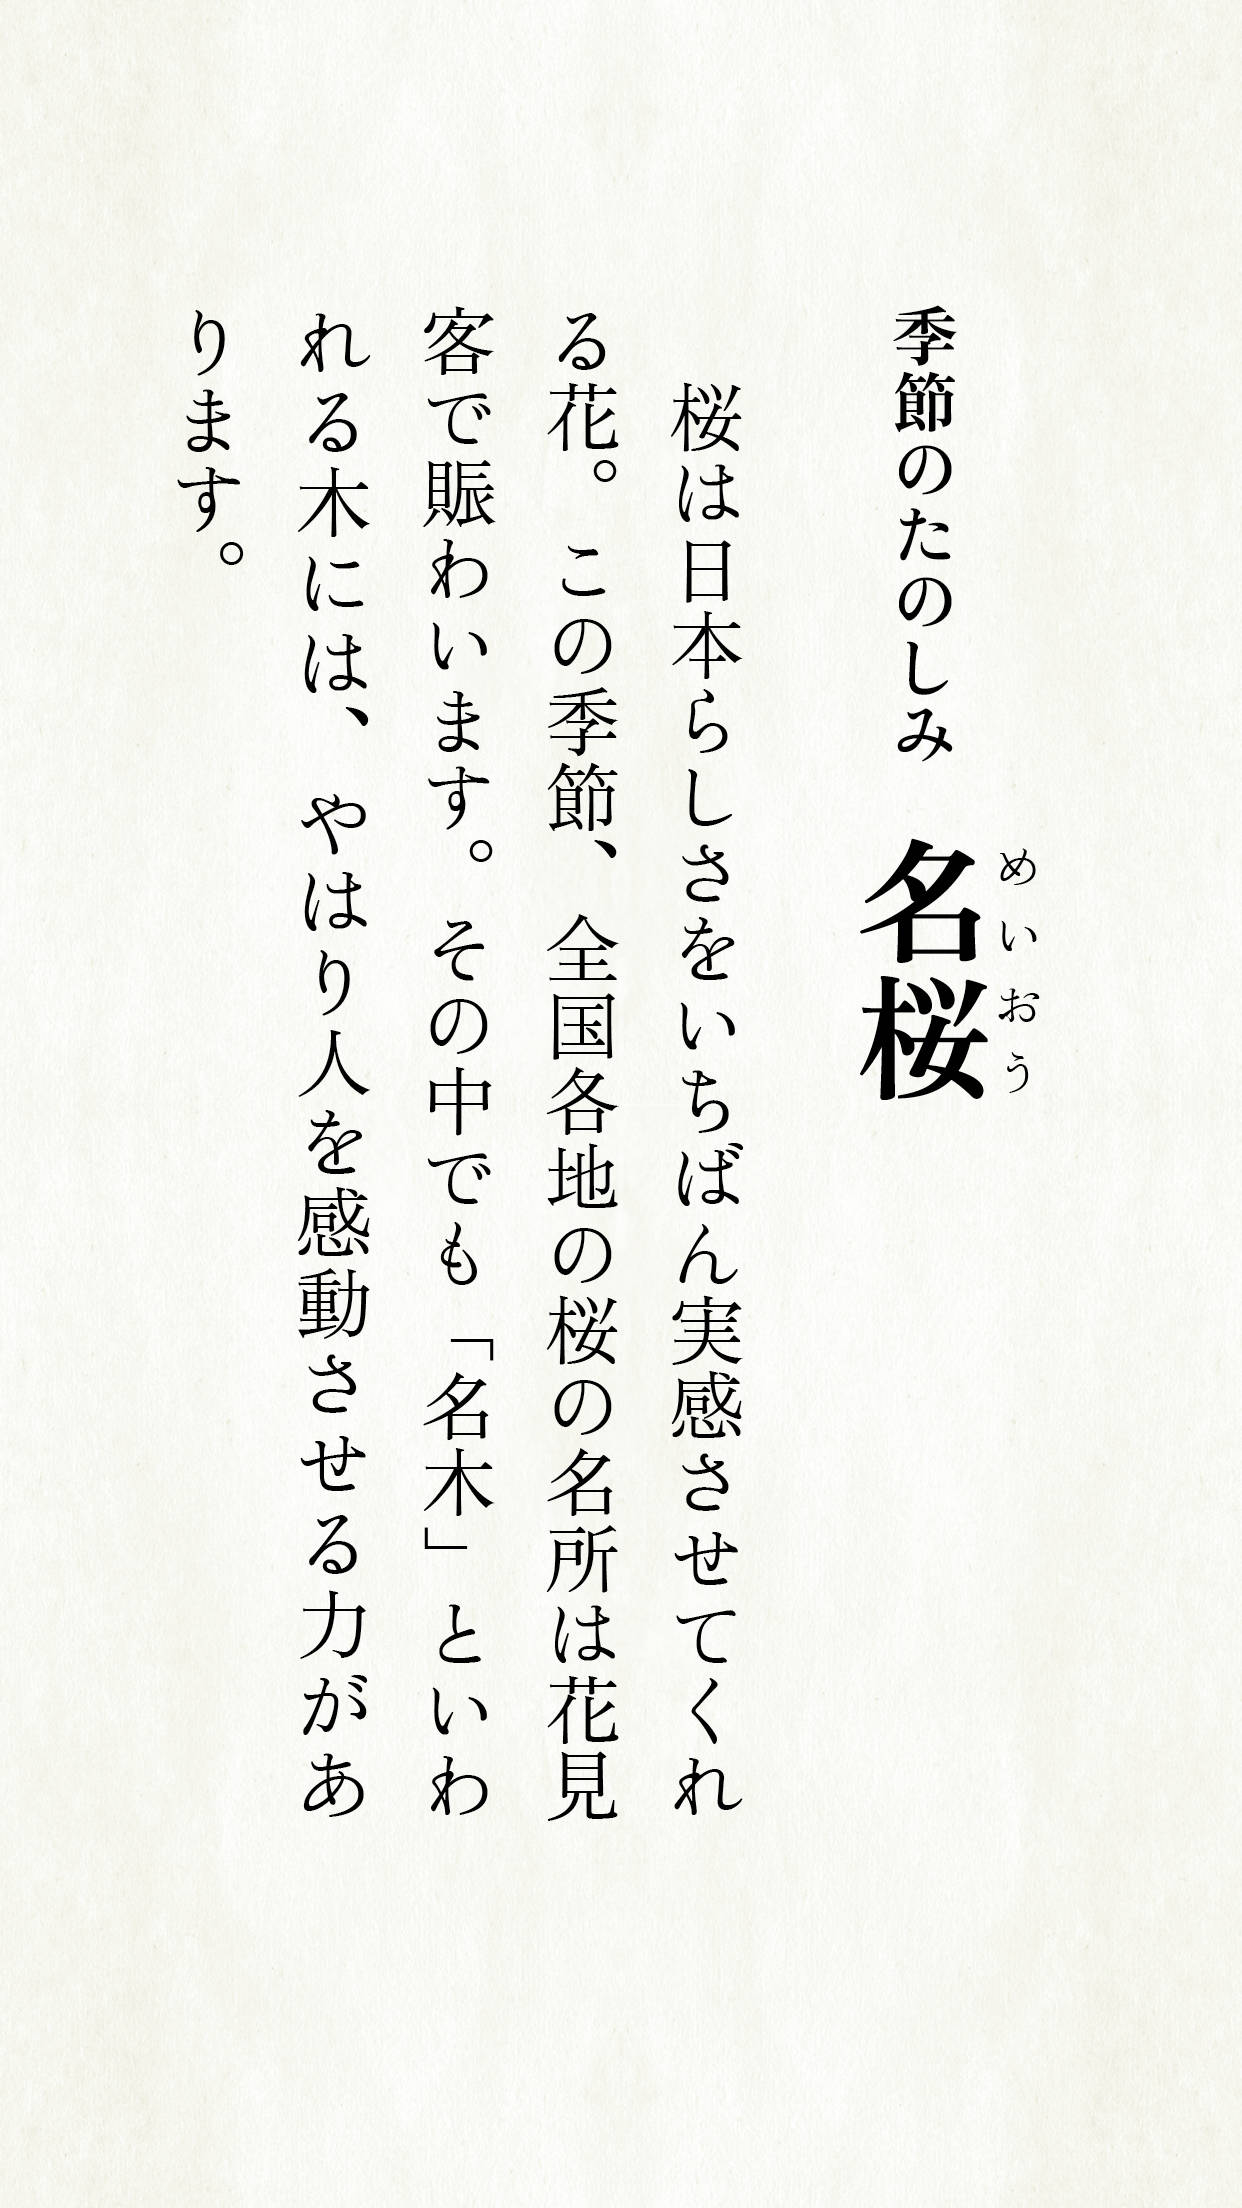 季節のたのしみ 名桜
めいおう
桜は日本らしさをいちばん実感させてくれ
る花。この季節、全国各地の桜の名所は花見
客で賑わいます。その中でも「名木」といわ
れる木には、やはり人を感動させる力があ
ります。